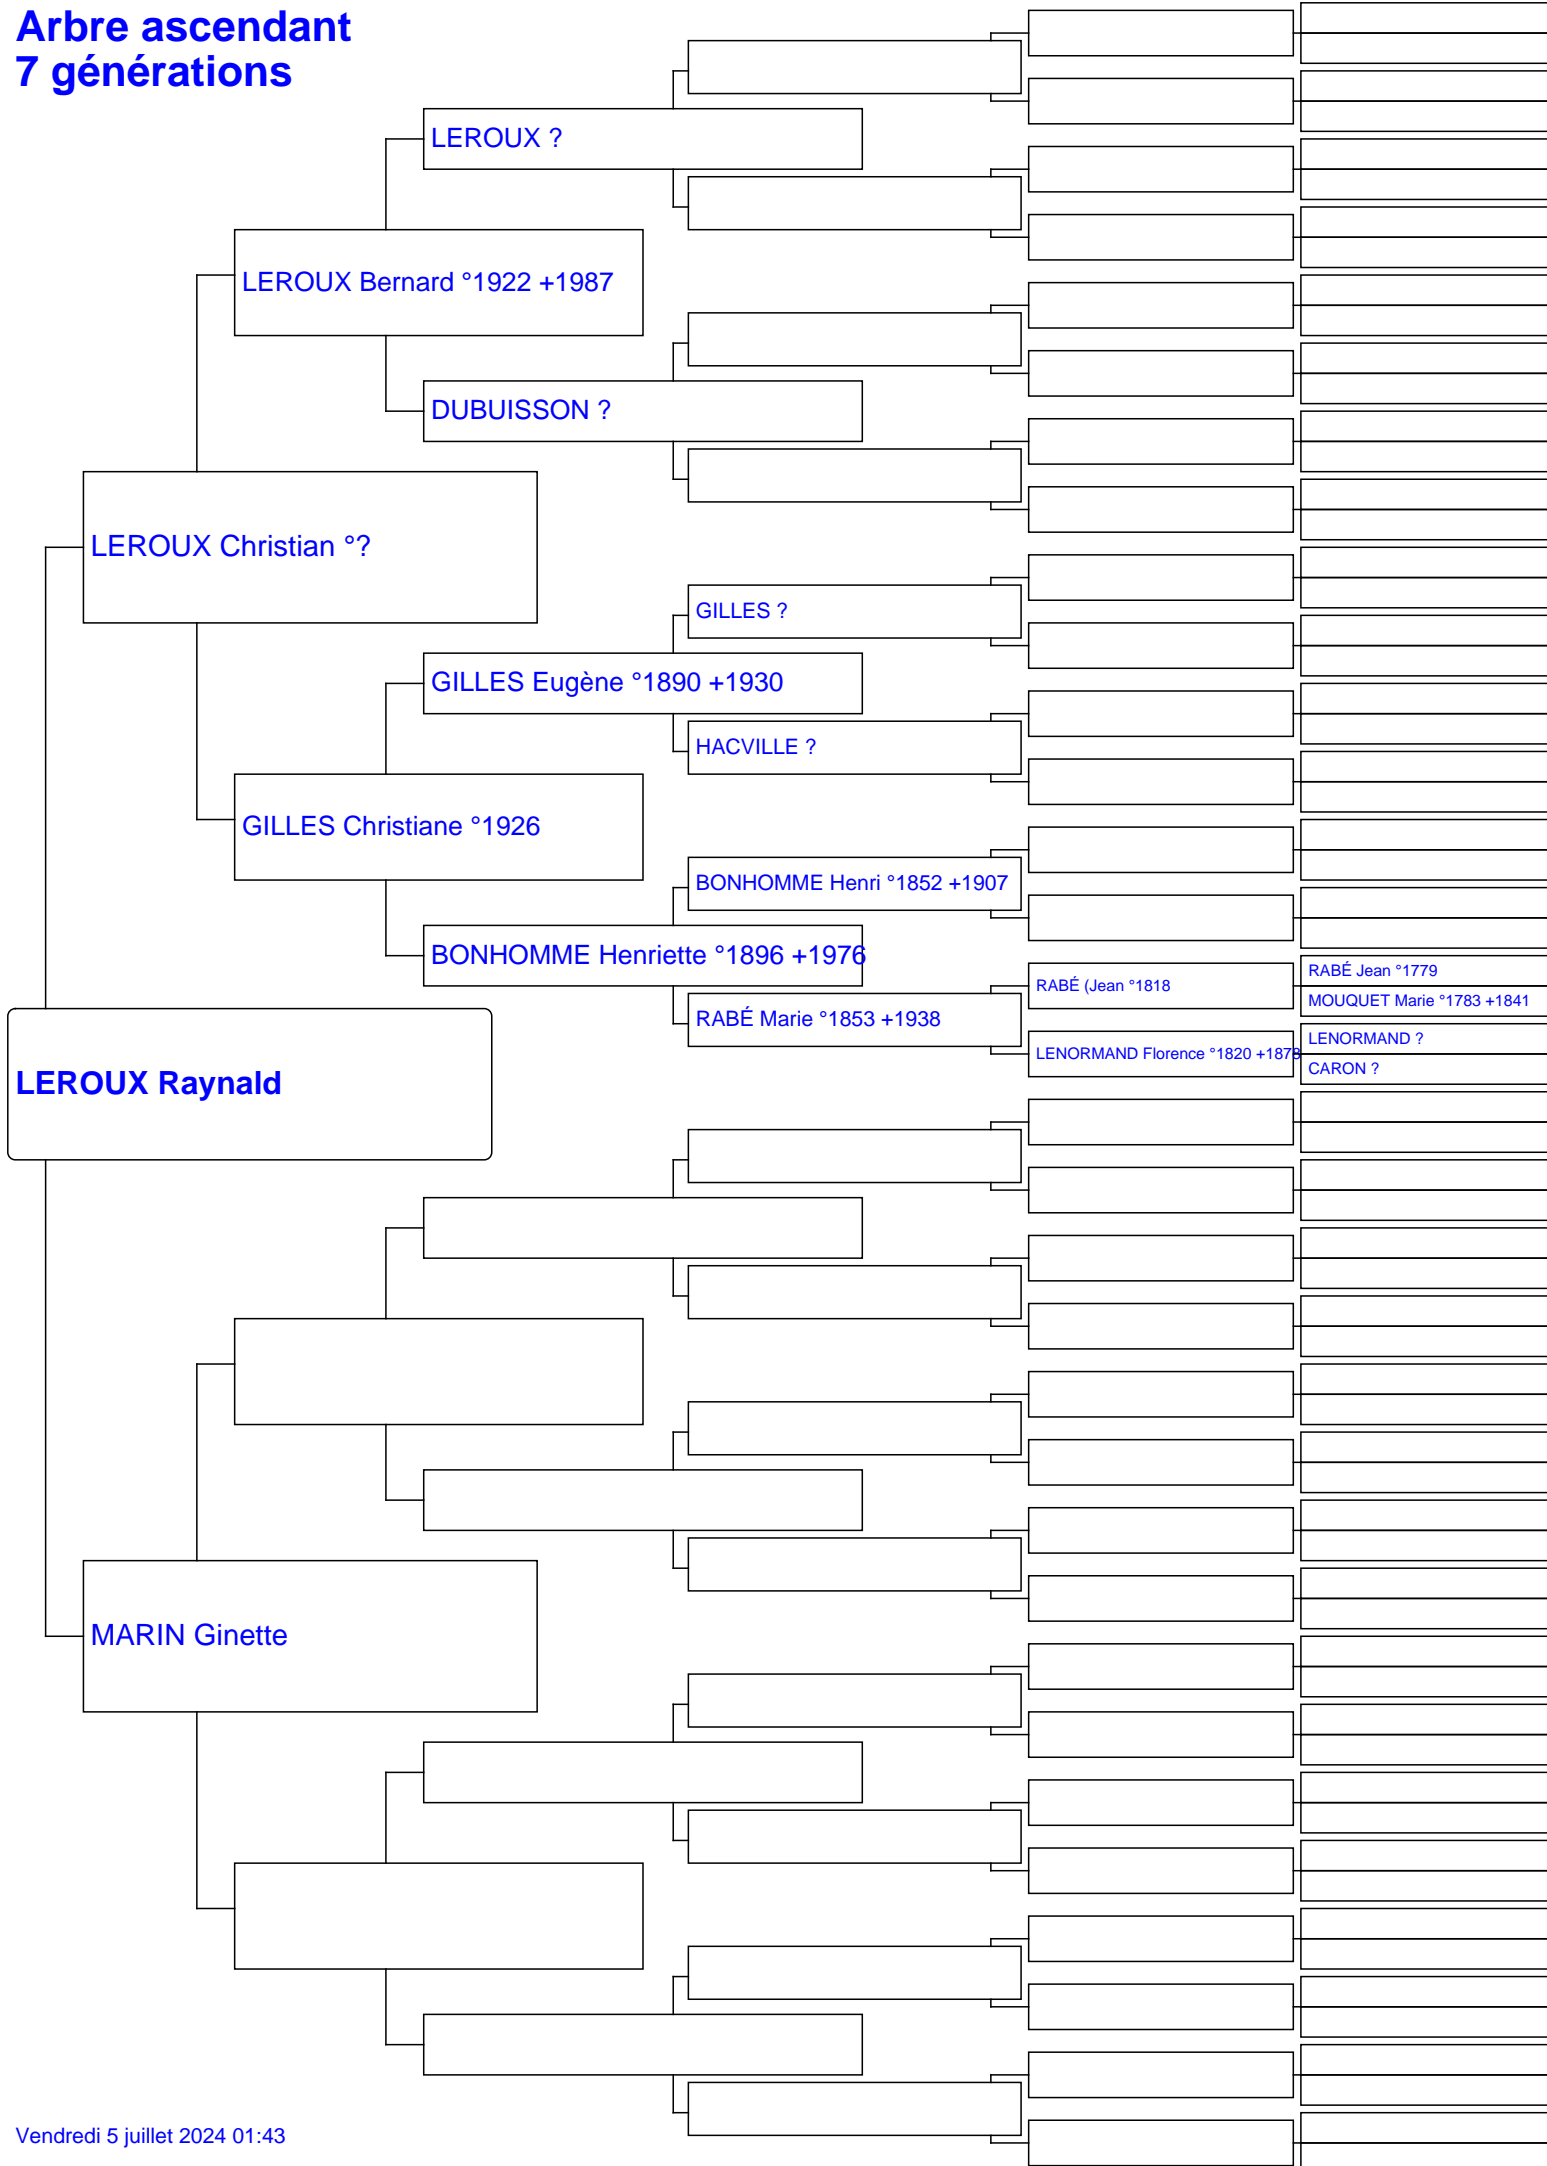 Arbre ascendant
7 générations
LEROUX ?
LEROUX Bernard °1922 +1987
DUBUISSON ?
LEROUX Christian °?
GILLES ?
GILLES Eugène °1890 +1930
HACVILLE ?
GILLES Christiane °1926
BONHOMME Henri °1852 +1907
BONHOMME Henriette °1896 +1976
RABÉ Jean °1779
RABÉ (Jean °1818
MOUQUET Marie °1783 +1841
RABÉ Marie °1853 +1938
LENORMAND ?
LENORMAND Florence °1820 +1878
CARON ?
LEROUX Raynald
MARIN Ginette
Vendredi 5 juillet 2024 01:43